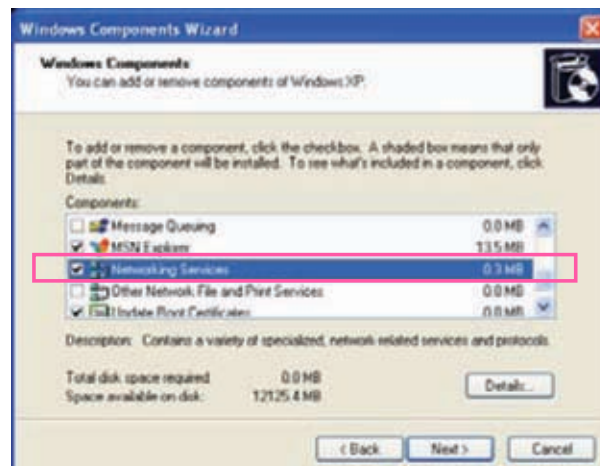 Windows Components Wizard
Windows Components
You can add or remove components of Windows XP.
To add or remove a component, click the checkbox. A shaded box means that only
part of the component will be installed. To see what's included in a component, click
Details.
Components:
Message Queuing 0.0 MB
MSN Explorer 13.5 MB
Networking Services 0.3 MB
Other Network File and Print Services 0.0 MB
Update Root Certificates 0.0 MB
Description: Contains a variety of specialized, network-related services and protocols.
Total disk space required: 0.0 MB
Space available on disk: 12125.4 MB
Details...
< Back
Next >
Cancel